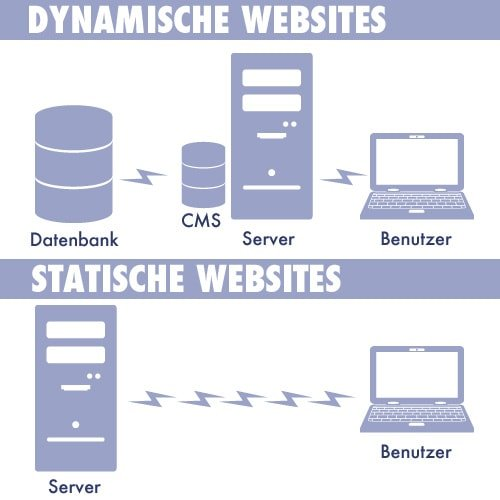 DYNAMISCHE WEBSITES
Datenbank
CMS
Server
Benutzer
STATISCHE WEBSITES
Server
Benutzer